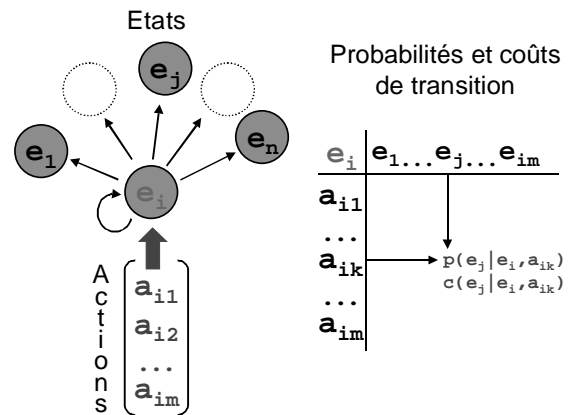 Etats
e1
ej
en
ei
Actions
ai1
ai2
...
aim
Probabilités et coûts
de transition
ei e1...ej...eim
ai1
...
aik
p(ej|ei,aik)
c(ej|ei,aik)
...
aim